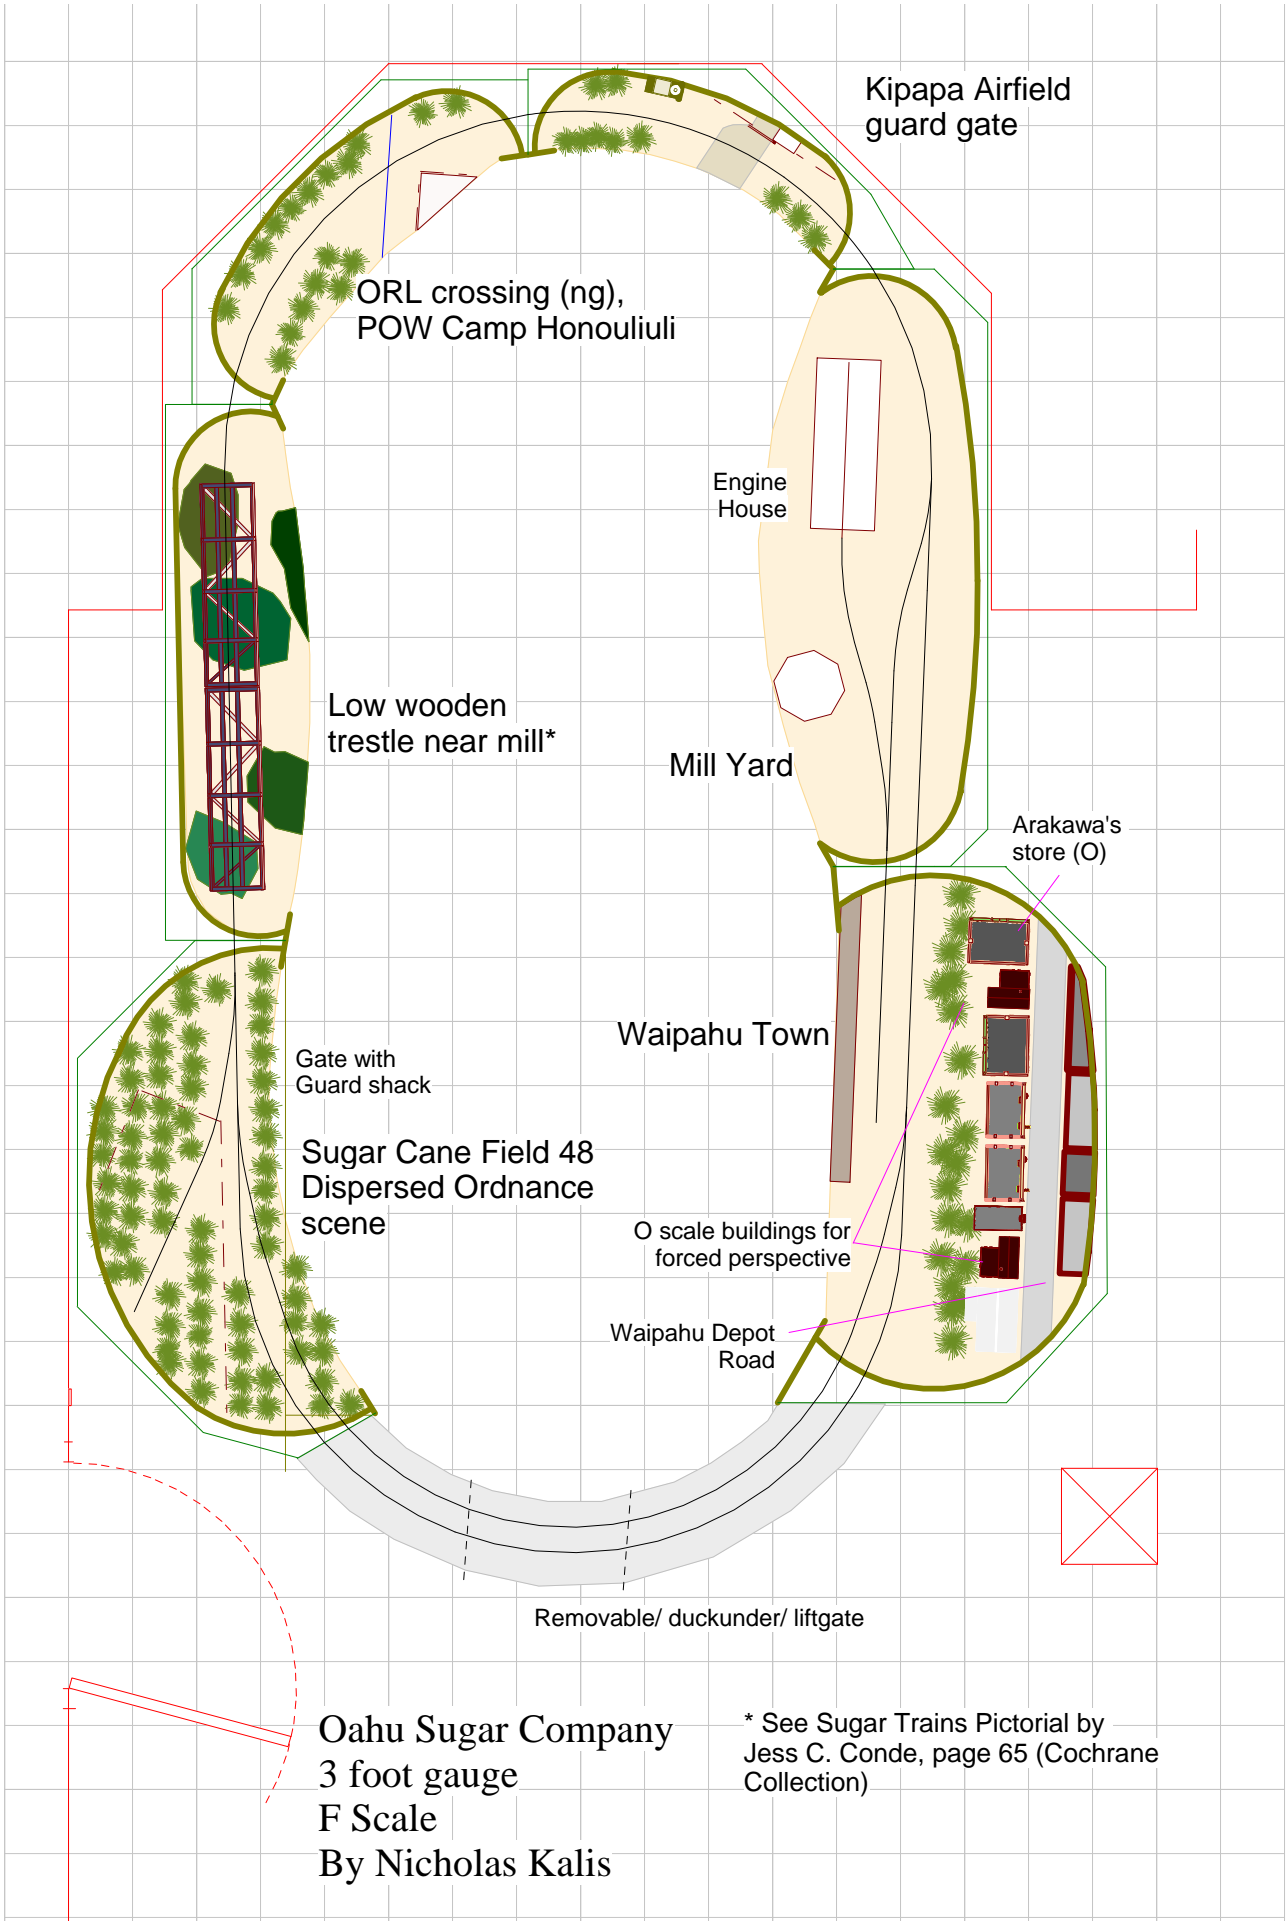 Kipapa Airfield
guard gate
ORL crossing (ng),
POW Camp Honouliuli
Engine
House
Low wooden
trestle near mill*
Mill Yard
Arakawa's
store (O)
Waipahu Town
Gate with
Guard shack
Sugar Cane Field 48
Dispersed Ordnance
scene
O scale buildings for
forced perspective
Waipahu Depot
Road
Removable/ duckunder/ liftgate
Oahu Sugar Company
3 foot gauge
F Scale
By Nicholas Kalis
* See Sugar Trains Pictorial by
Jess C. Conde, page 65 (Cochrane
Collection)